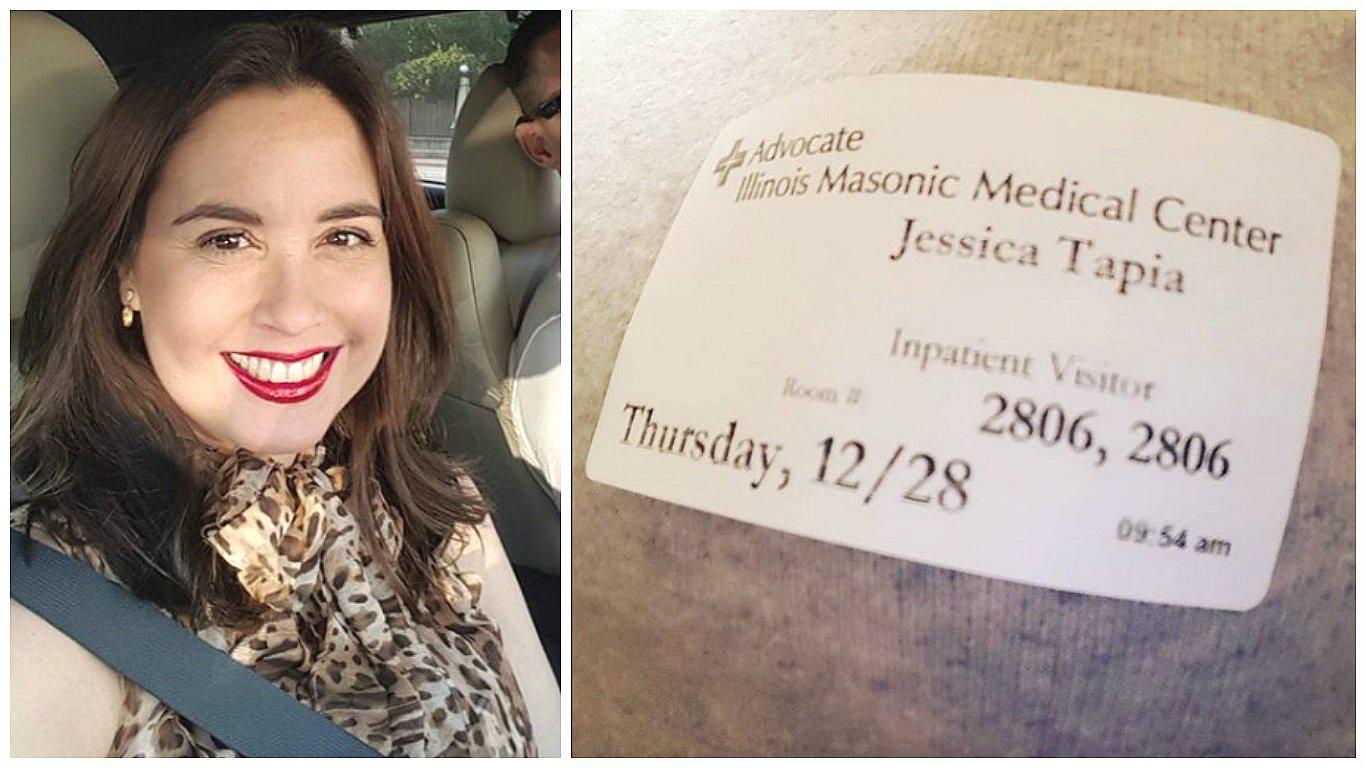 Advocate
Illinois Masonic Medical Center
Jessica Tapia
Inpatient Visitor
Room #
2806, 2806
Thursday, 12/28
09:54 am